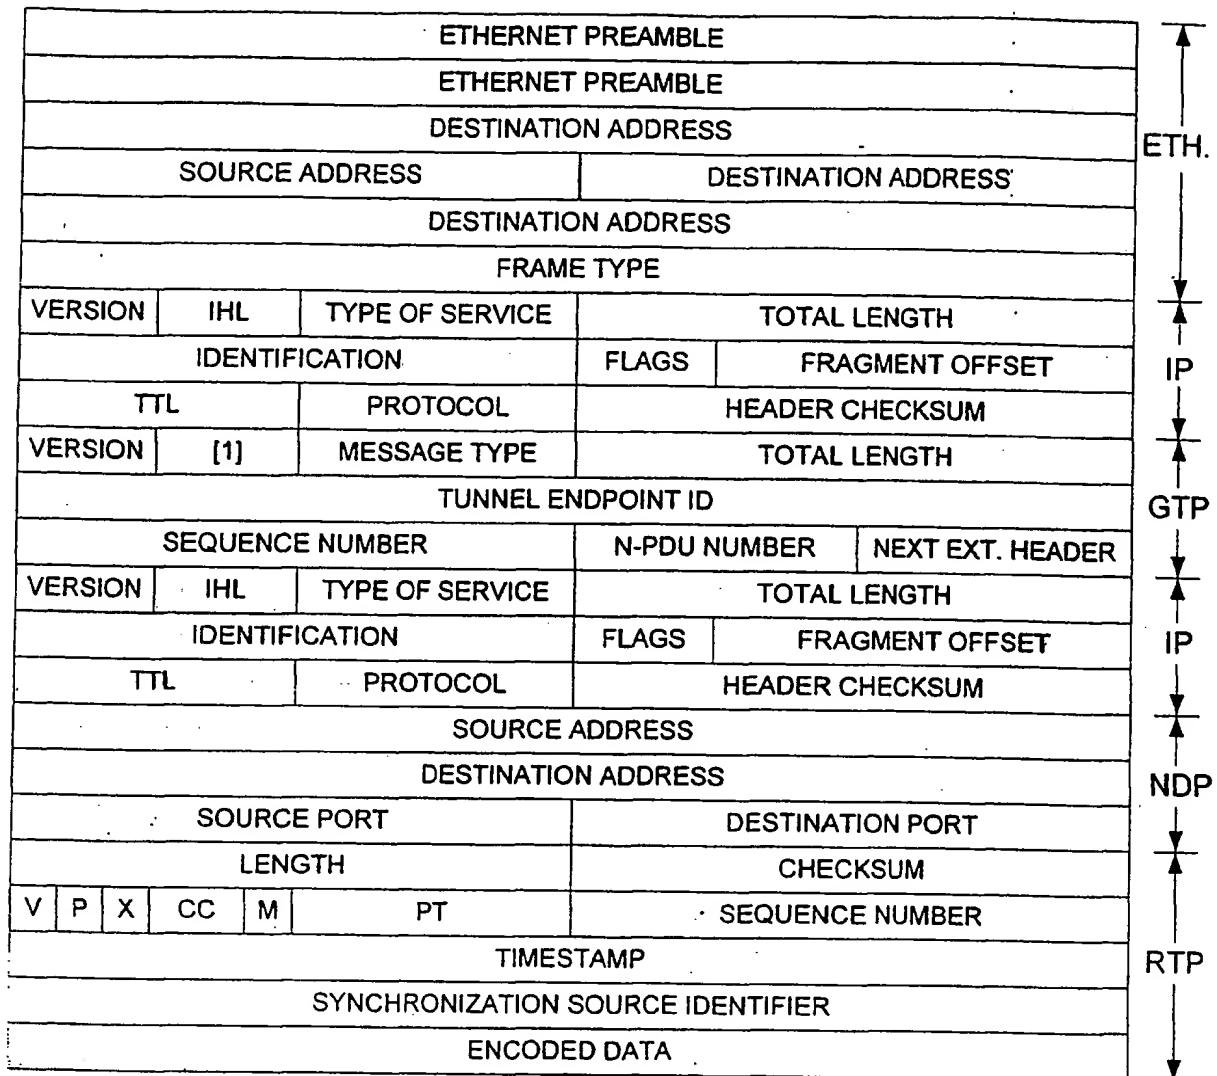 ETHERNET PREAMBLE
ETHERNET PREAMBLE
DESTINATION ADDRESS
ETH.
SOURCE ADDRESS DESTINATION ADDRESS
DESTINATION ADDRESS
FRAME TYPE
VERSION IHL TYPE OF SERVICE TOTAL LENGTH
IDENTIFICATION FLAGS FRAGMENT OFFSET IP
TTL PROTOCOL HEADER CHECKSUM
VERSION [1] MESSAGE TYPE TOTAL LENGTH
TUNNEL ENDPOINT ID GTP
SEQUENCE NUMBER N-PDU NUMBER NEXT EXT. HEADER
VERSION IHL TYPE OF SERVICE TOTAL LENGTH
IDENTIFICATION FLAGS FRAGMENT OFFSET IP
TTL PROTOCOL HEADER CHECKSUM
SOURCE ADDRESS
DESTINATION ADDRESS NDP
SOURCE PORT DESTINATION PORT
LENGTH CHECKSUM
V P X CC M PT SEQUENCE NUMBER
TIMESTAMP RTP
SYNCHRONIZATION SOURCE IDENTIFIER
ENCODED DATA